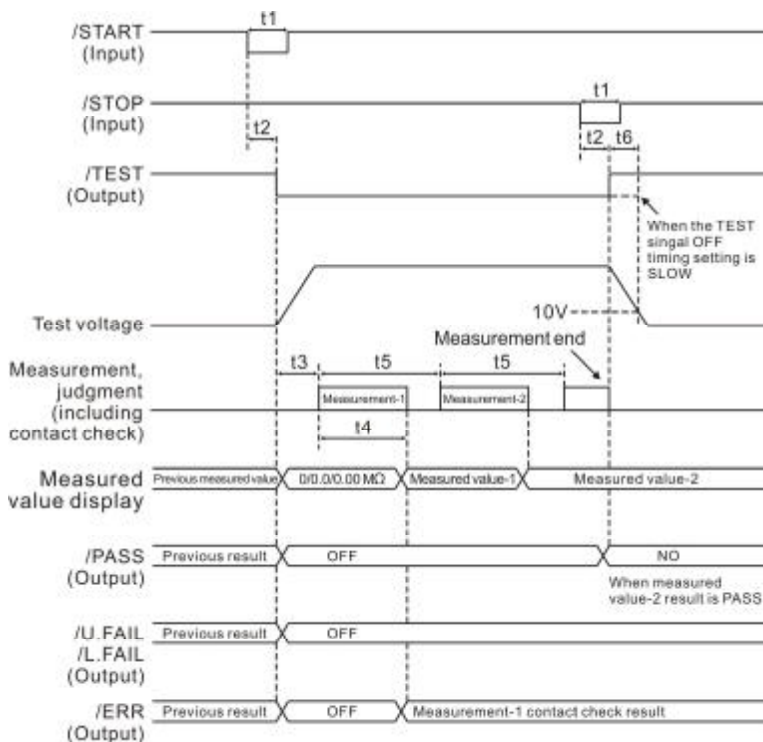 /START
(Input)
t1
/STOP
(Input)
t1
t2
t2
t6
/TEST
(Output)
When the TEST
singal OFF
timing setting is
SLOW
Test voltage
10V
Measurement end
Measurement,
judgment
(including
contact check)
t3
t5
t5
Measurement-1
Measurement-2
t4
Measured
value display
Previous measured value
0/0.0/0.00 MΩ
Measured value-1
Measured value-2
/PASS
(Output)
Previous result
OFF
NO
When measured
value-2 result is PASS
/U.FAIL
/L.FAIL
(Output)
Previous result
OFF
/ERR
(Output)
Previous result
OFF
Measurement-1 contact check result